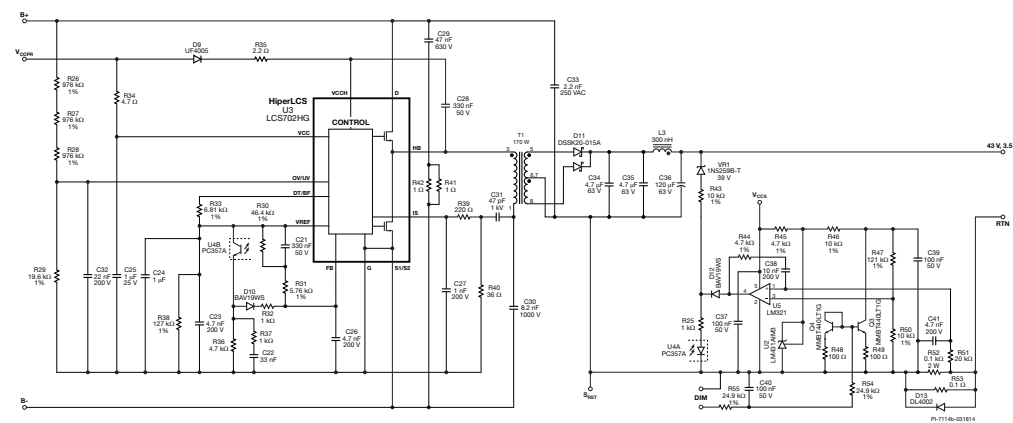 B+
VCCPR
D9
UF4005
R35
2.2 Ω
C29
47 nF
630 V
R26
976 kΩ
1%
R27
976 kΩ
1%
R28
976 kΩ
1%
R34
4.7 Ω
HiperLCS
U3
LCS702HG
VCCH
D
CONTROL
VCC
HB
OV/UV
DT/BF
VREF
IS
FB
G
S1/S2
C28
330 nF
50 V
C33
2.2 nF
250 VAC
T1
170 W
3
5
6,7
1
8
D11
DSSK20-015A
L3
300 nH
43 V, 3.5
C34
4.7 µF
63 V
C35
4.7 µF
63 V
C36
120 µF
63 V
VR1
1N5259B-T
39 V
R43
10 kΩ
1%
VCCS
RTN
R42
1 Ω
R41
1 Ω
R39
220 Ω
C31
47 pF
1 kV
R33
6.81 kΩ
1%
R30
46.4 kΩ
1%
U4B
PC357A
C21
330 nF
50 V
R29
19.6 kΩ
1%
C32
22 nF
200 V
C25
1 µF
25 V
C24
1 µF
D10
BAV19WS
R31
5.76 kΩ
1%
R32
1 kΩ
R38
127 kΩ
1%
C23
4.7 nF
200 V
R36
4.7 kΩ
R37
1 kΩ
C22
33 nF
C26
4.7 nF
200 V
C27
1 nF
200 V
R40
36 Ω
C30
8.2 nF
1000 V
R44
4.7 kΩ
1%
R45
4.7 kΩ
1%
R46
10 kΩ
1%
R47
121 kΩ
1%
C39
100 nF
50 V
D12
BAV19WS
C38
10 nF
200 V
4
5
2
1
3
U5
LM321
R25
1 kΩ
C37
100 nF
50 V
U4A
PC357A
U2
LM431AIM3
Q4
MMBT4401LT1G
Q3
MMBT4401LT1G
R48
100 Ω
R49
100 Ω
R50
10 kΩ
1%
C41
4.7 nF
200 V
R52
0.1 kΩ
2 W
R51
20 kΩ
1%
R53
0.1 Ω
D13
DL4002
R54
24.9 kΩ
1%
C40
100 nF
50 V
R55
24.9 kΩ
1%
SRET
DIM
B-
PI-7114b-031814